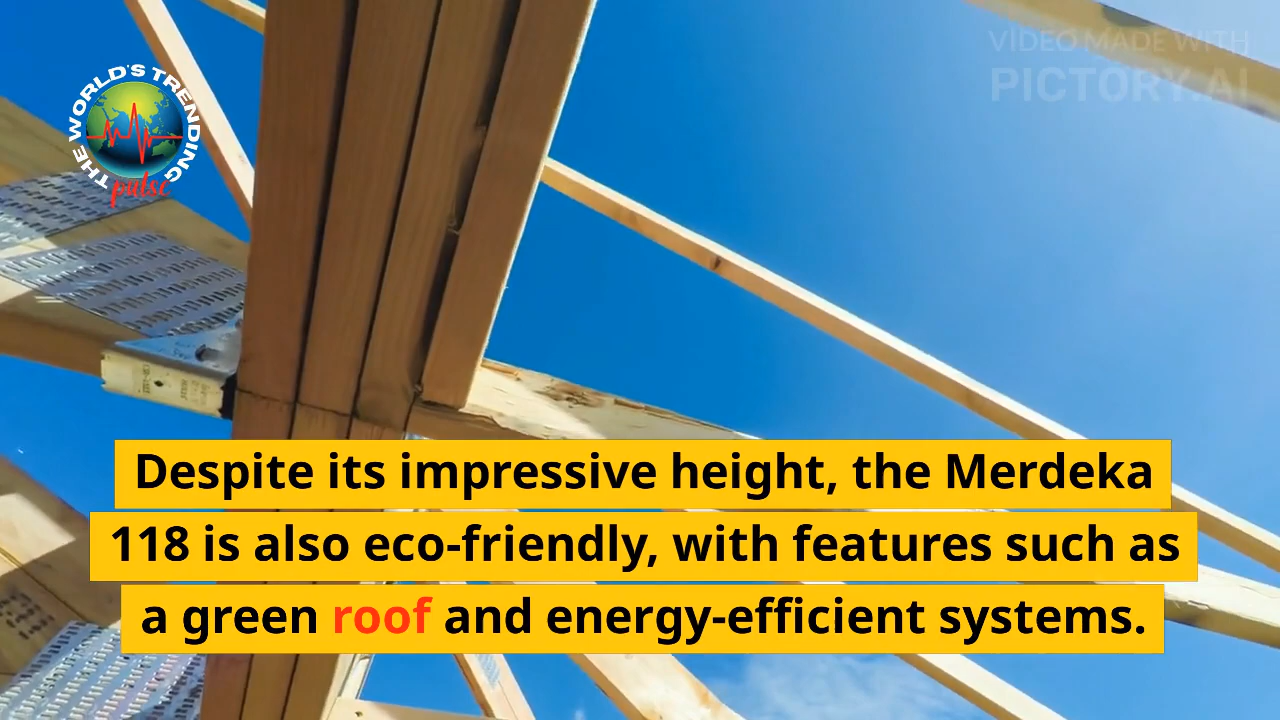 THE WORLD'S TRENDING
pulse
VIDEO MADE WITH
PICTORY.AI
Despite its impressive height, the Merdeka
118 is also eco-friendly, with features such as
a green roof and energy-efficient systems.